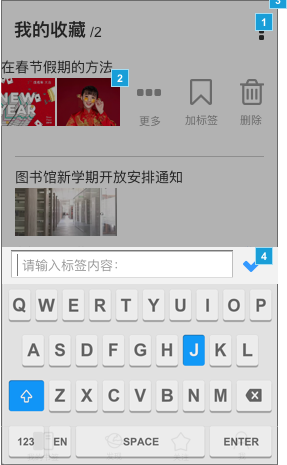 3
我的收藏 /2
1
在春节假期的方法
2
NEW
YEAR
更多
加标签
删除
图书馆新学期开放安排通知
请输入标签内容：
4
Q W E R T Y U I O P
A S D F G H J K L
Z X C V B N M
123 EN SPACE ENTER